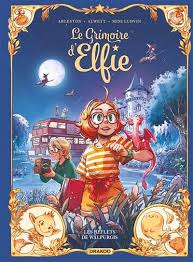 ARLESTON · ALWETT · MINI LUDVIN
Le Grimoire
d'Elfie
LES REFLETS
DE WALPURGIS
DRAKOO